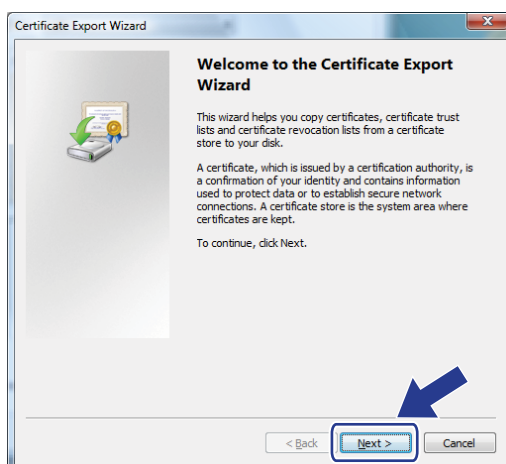 Certificate Export Wizard
Welcome to the Certificate Export
Wizard
This wizard helps you copy certificates, certificate trust
lists and certificate revocation lists from a certificate
store to your disk.
A certificate, which is issued by a certification authority, is
a confirmation of your identity and contains information
used to protect data or to establish secure network
connections. A certificate store is the system area where
certificates are kept.
To continue, click Next.
< Back Next > Cancel